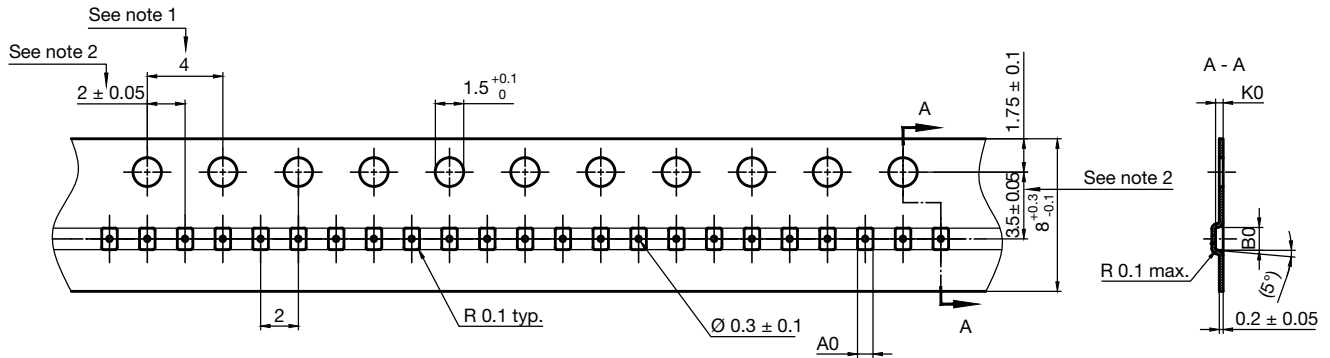 See note 1
See note 2
4
2 ± 0.05
1.5 +0.1 0
A
1.75 ± 0.1
A - A
K0
See note 2
3.5 ± 0.05
8 +0.3 -0.1
B0
R 0.1 max.
(5°)
2
R 0.1 typ.
Ø 0.3 ± 0.1
A0
A
0.2 ± 0.05